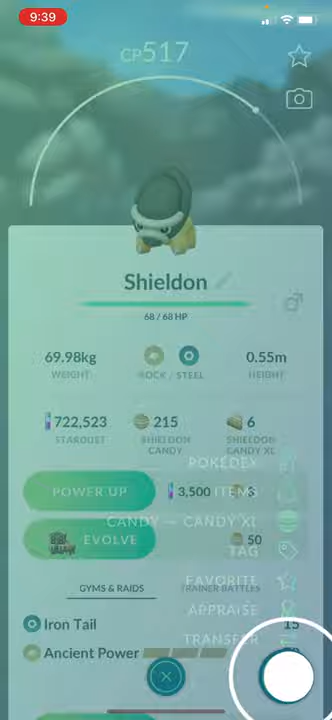 9:39
CP517
Shieldon
68 / 68 HP
69.98kg
WEIGHT
ROCK / STEEL
0.55m
HEIGHT
722,523
STARDUST
215
SHIELDON CANDY
6
SHIELDON CANDY XL
POKÉDEX
POWER UP
3,500
ITEMS
CANDY → CANDY XL
EVOLVE
50
TAG
FAVORITE
GYMS & RAIDS
TRAINER BATTLES
APPRAISE
Iron Tail
15
TRANSFER
Ancient Power